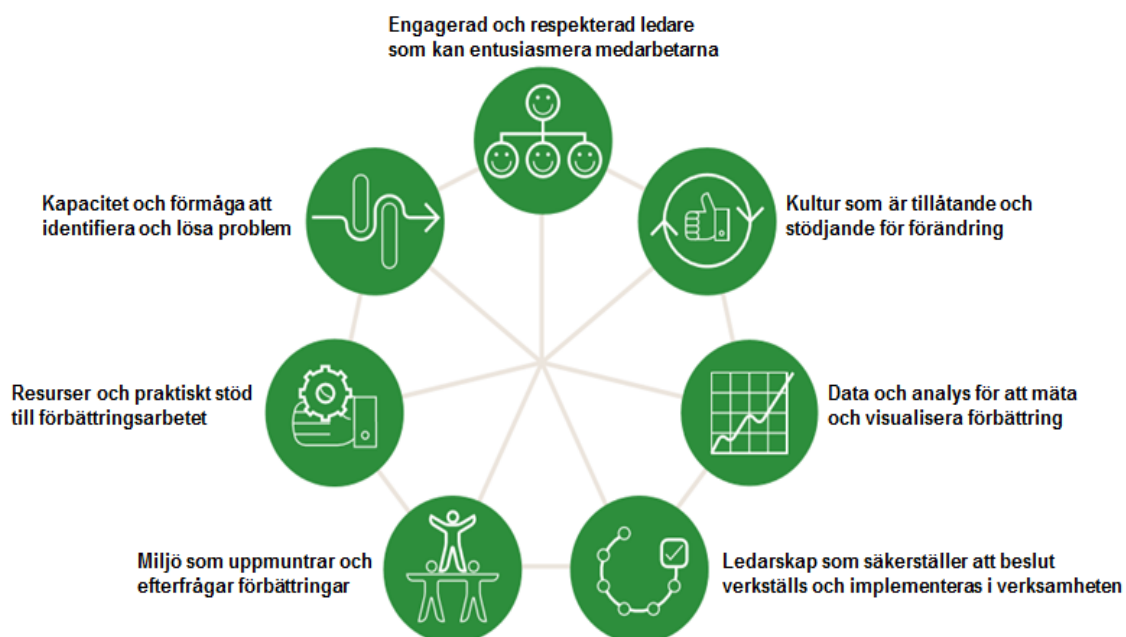 Engagerad och respekterad ledare
som kan entusiasmera medarbetarna
Kapacitet och förmåga att
identifiera och lösa problem
Kultur som är tillåtande och
stödjande för förändring
Resurser och praktiskt stöd
till förbättringsarbetet
Data och analys för att mäta
och visualisera förbättring
Miljö som uppmuntrar och
efterfrågar förbättringar
Ledarskap som säkerställer att beslut
verkställs och implementeras i verksamheten